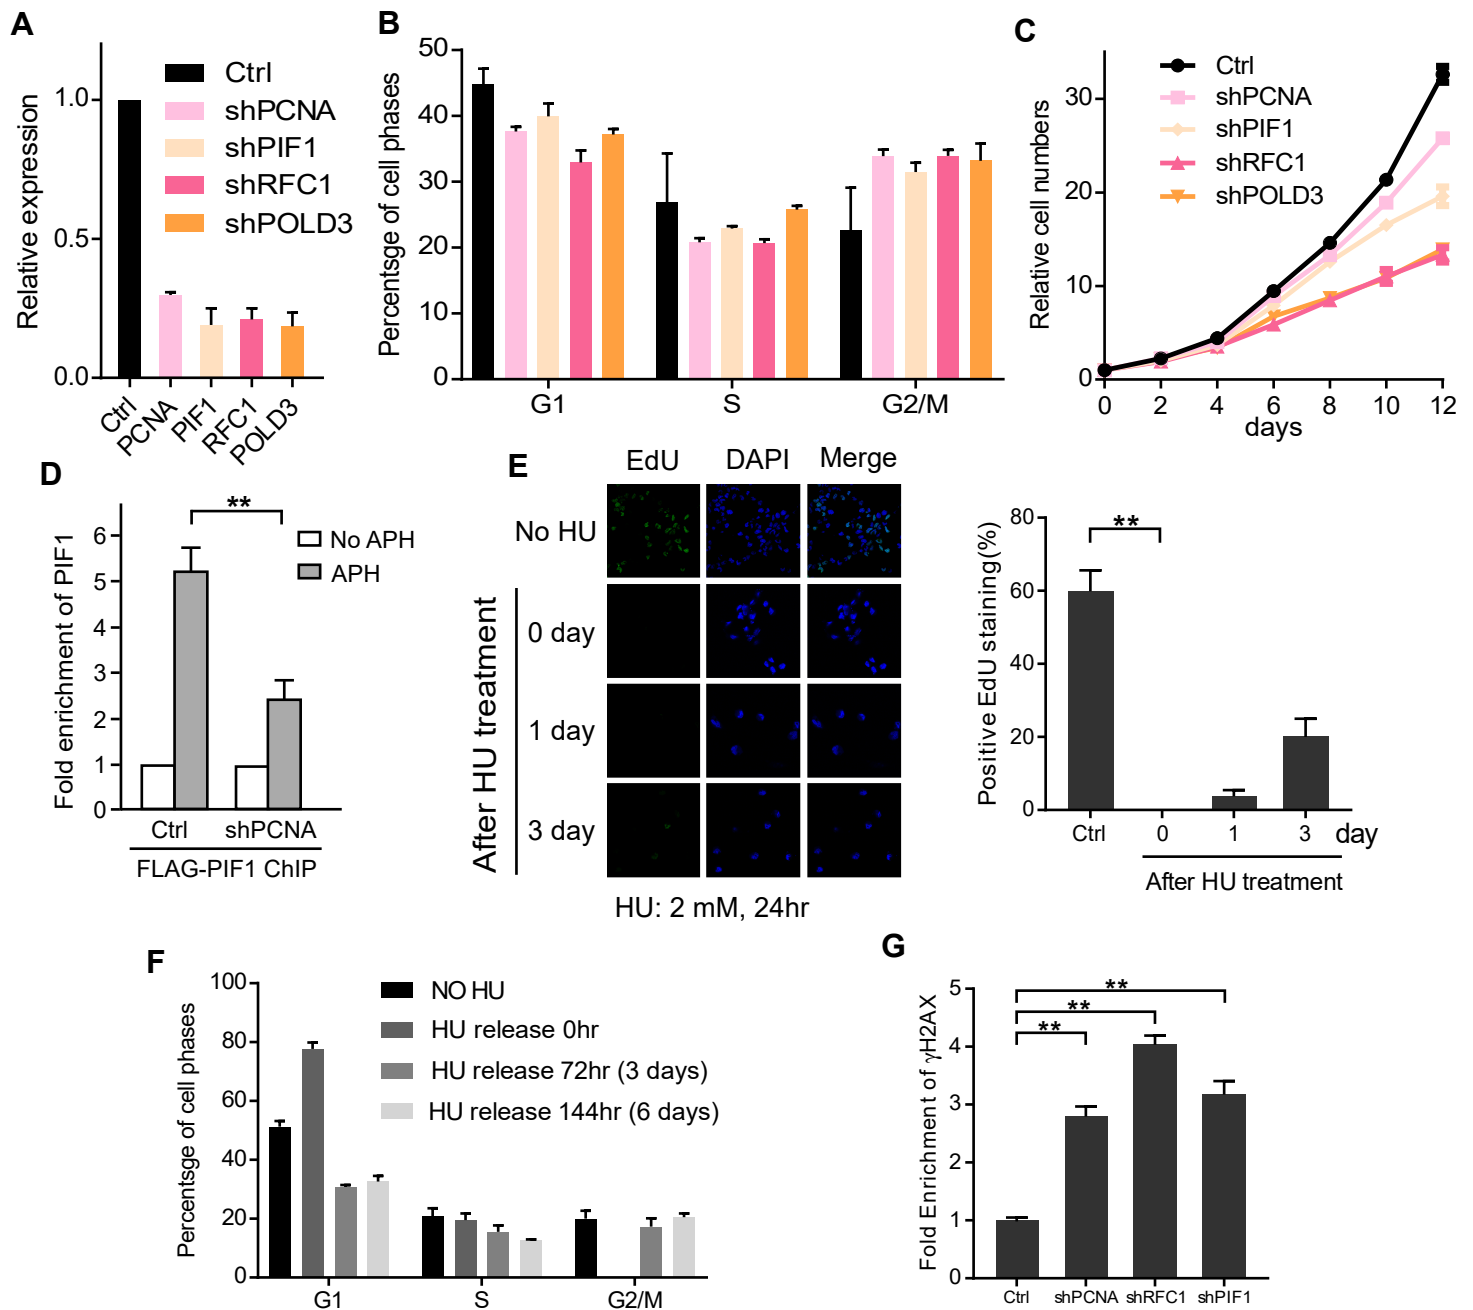 A
Relative expression
1.0
0.5
0.0
Ctrl
shPCNA
shPIF1
shRFC1
shPOLD3
Ctrl
PCNA
PIF1
RFC1
POLD3
B
Percentsge of cell phases
50
40
30
20
10
0
G1 S G2/M
C
Relative cell numbers
30
20
10
0
Ctrl
shPCNA
shPIF1
shRFC1
shPOLD3
0 2 4 6 8 10 12
days
D
Fold enrichment of PIF1
6
5
4
3
2
1
0
**
No APH
APH
Ctrl shPCNA
FLAG-PIF1 ChIP
E
EdU DAPI Merge
No HU
After HU treatment
0 day
1 day
3 day
HU: 2 mM, 24hr
Positive EdU staining(%)
80
60
40
20
0
**
Ctrl 0 1 3 day
After HU treatment
F
Percentsge of cell phases
100
80
60
40
20
0
NO HU
HU release 0hr
HU release 72hr (3 days)
HU release 144hr (6 days)
G1 S G2/M
G
Fold Enrichment of γH2AX
5
4
3
2
1
0
**
**
**
Ctrl shPCNA shRFC1 shPIF1